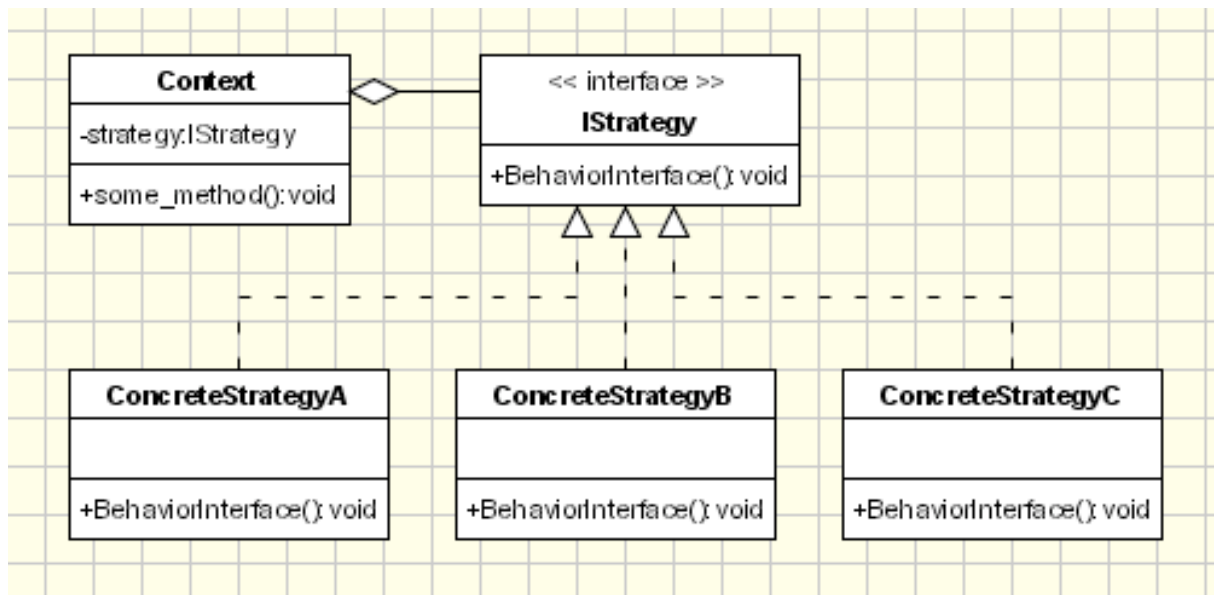 Context
-strategy:IStrategy
+some_method():void
<< interface >>
IStrategy
+BehaviorInterface(): void
ConcreteStrategyA
+BehaviorInterface(): void
ConcreteStrategyB
+BehaviorInterface(): void
ConcreteStrategyC
+BehaviorInterface(): void